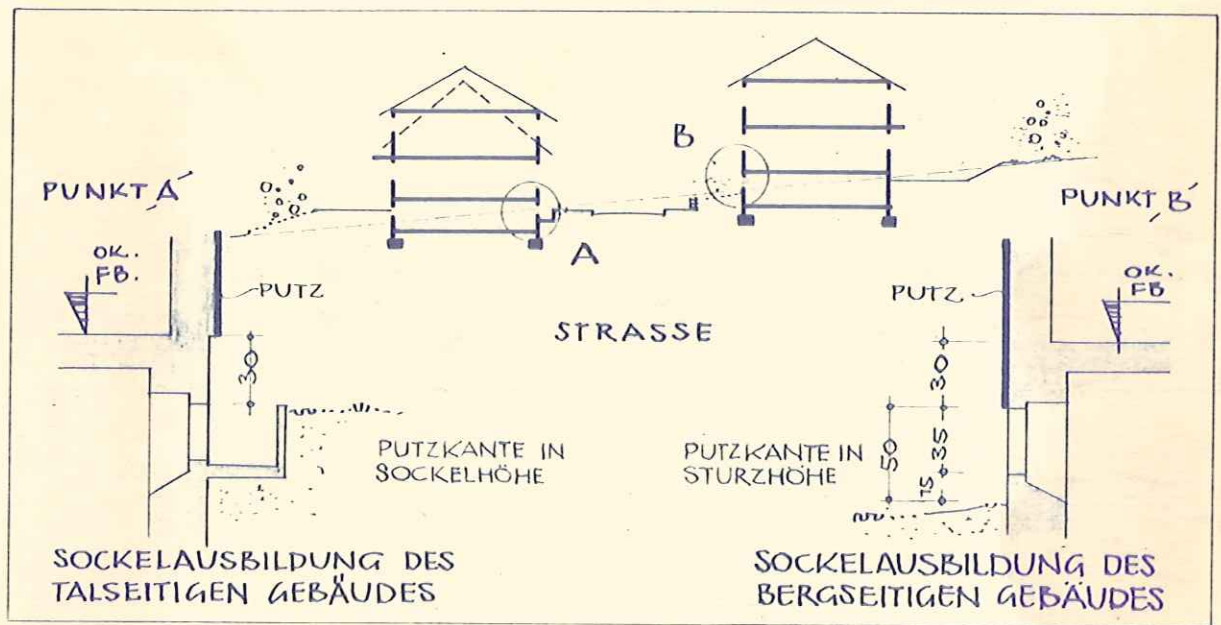 B
PUNKT ‚A‘
PUNKT
‚B‘
A
OK.
FB.
OK.
FB
PUTZ
PUTZ
STRASSE
30
30
PUTZKANTE IN
SOCKELHÖHE
PUTZKANTE IN
STURZHÖHE
50
35
15
SOCKELAUSBILDUNG DES
TALSEITIGEN GEBÄUDES
SOCKELAUSBILDUNG DES
BERGSEITIGEN GEBÄUDES